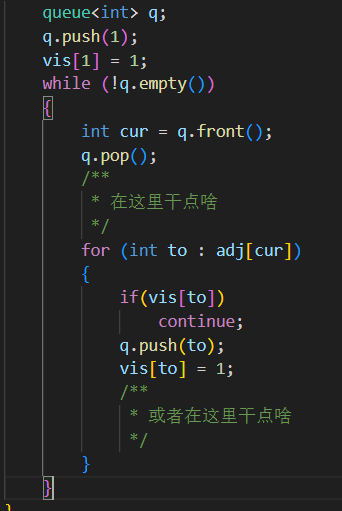 queue<int> q;
q.push(1);
vis[1] = 1;
while (!q.empty())
{
int cur = q.front();
q.pop();
/**
* 在这里干点啥
*/
for (int to : adj[cur])
{
if(vis[to])
continue;
q.push(to);
vis[to] = 1;
/**
* 或者在这里干点啥
*/
}
}
}